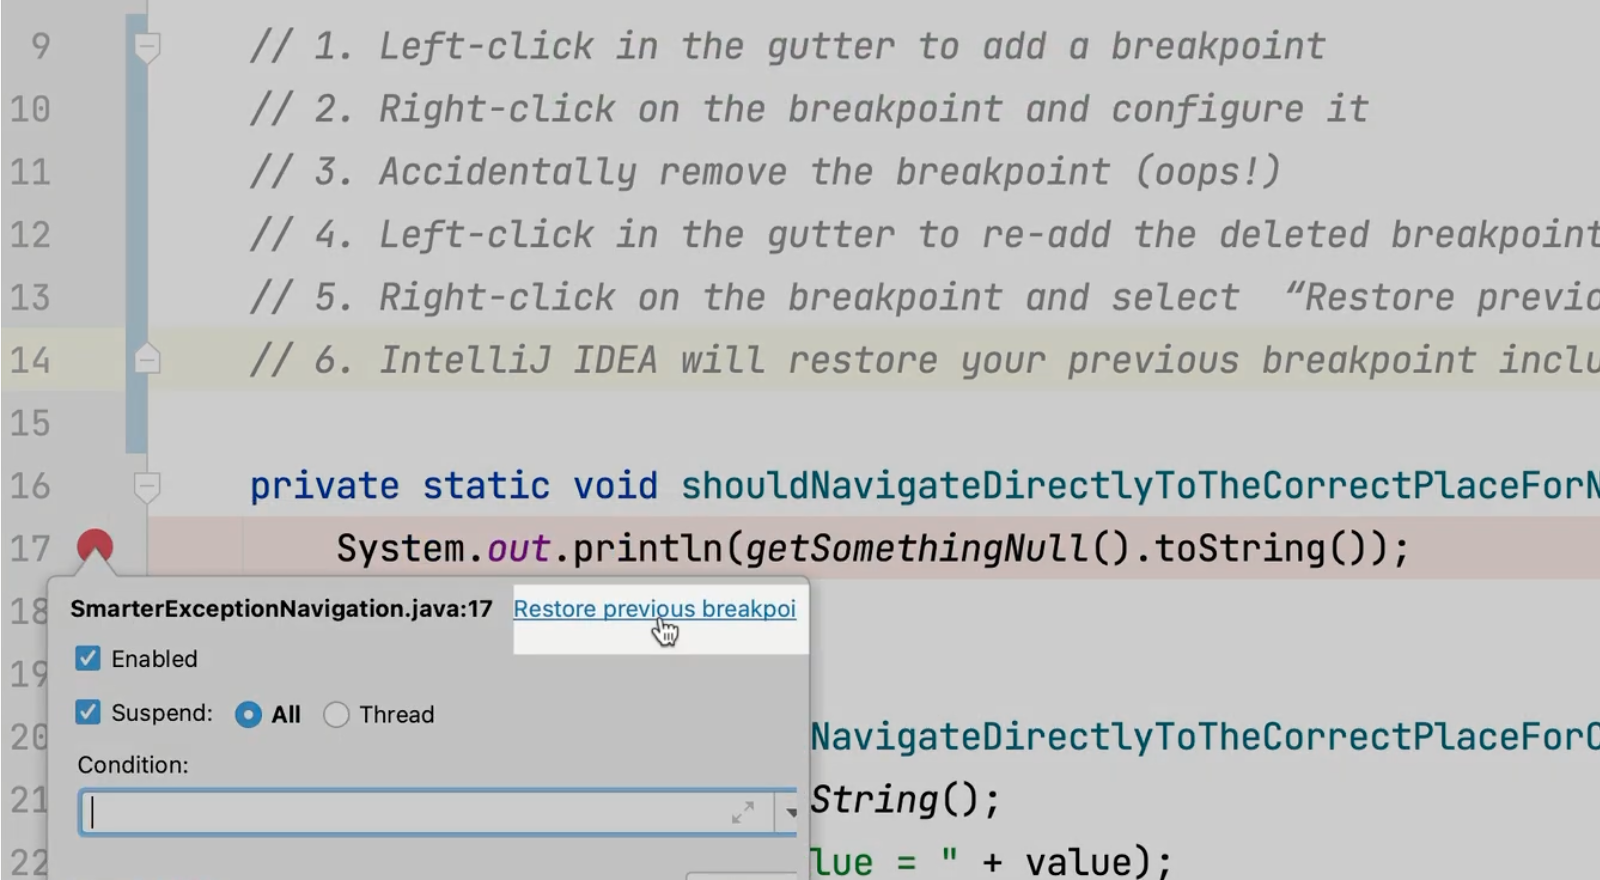 9 // 1. Left-click in the gutter to add a breakpoint
10 // 2. Right-click on the breakpoint and configure it
11 // 3. Accidentally remove the breakpoint (oops!)
12 // 4. Left-click in the gutter to re-add the deleted breakpoint
13 // 5. Right-click on the breakpoint and select “Restore previo
14 // 6. IntelliJ IDEA will restore your previous breakpoint inclu
15
16 private static void shouldNavigateDirectlyToTheCorrectPlaceForN
17 System.out.println(getSomethingNull().toString());
18 SmarterExceptionNavigation.java:17 Restore previous breakpoi
Enabled
19
Suspend: All Thread
20 NavigateDirectlyToTheCorrectPlaceForC
Condition:
21 String();
22 lue = " + value);